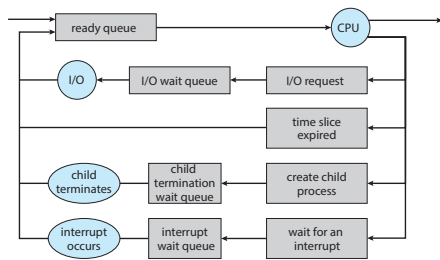 ready queue
CPU
I/O
I/O wait queue
I/O request
time slice
expired
child
terminates
child
termination
wait queue
create child
process
interrupt
occurs
interrupt
wait queue
wait for an
interrupt